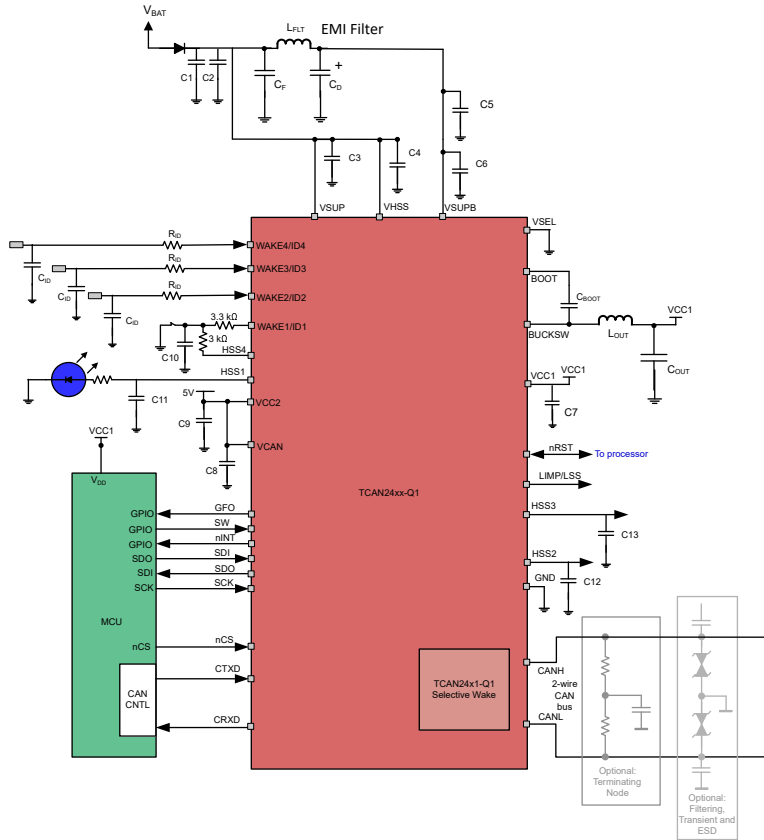 VBAT
LFLT
EMI Filter
C1
C2
CF
+
CD
C5
C3
C4
C6
VSUP
VHSS
VSUPB
VSEL
RID
WAKE4/ID4
CID
RID
WAKE3/ID3
CID
RID
WAKE2/ID2
CID
BOOT
CBOOT
VCC1
3.3 kΩ
WAKE1/ID1
BUCKSW
LOUT
3 kΩ
C10
HSS4
COUT
HSS1
VCC1
VCC1
5V
C11
VCC2
C7
C9
VCC1
VCAN
C8
nRST
To processor
VDD
LIMP/LSS
TCAN24xx-Q1
GPIO
GFO
HSS3
GPIO
SW
C13
GPIO
nINT
SDO
SDI
HSS2
SDI
SDO
GND
SCK
SCK
C12
MCU
nCS
nCS
CAN
CNTL
CTXD
CRXD
TCAN24x1-Q1
Selective Wake
CANH
2-wire
CAN
bus
CANL
Optional:
Terminating
Node
Optional:
Filtering,
Transient and
ESD